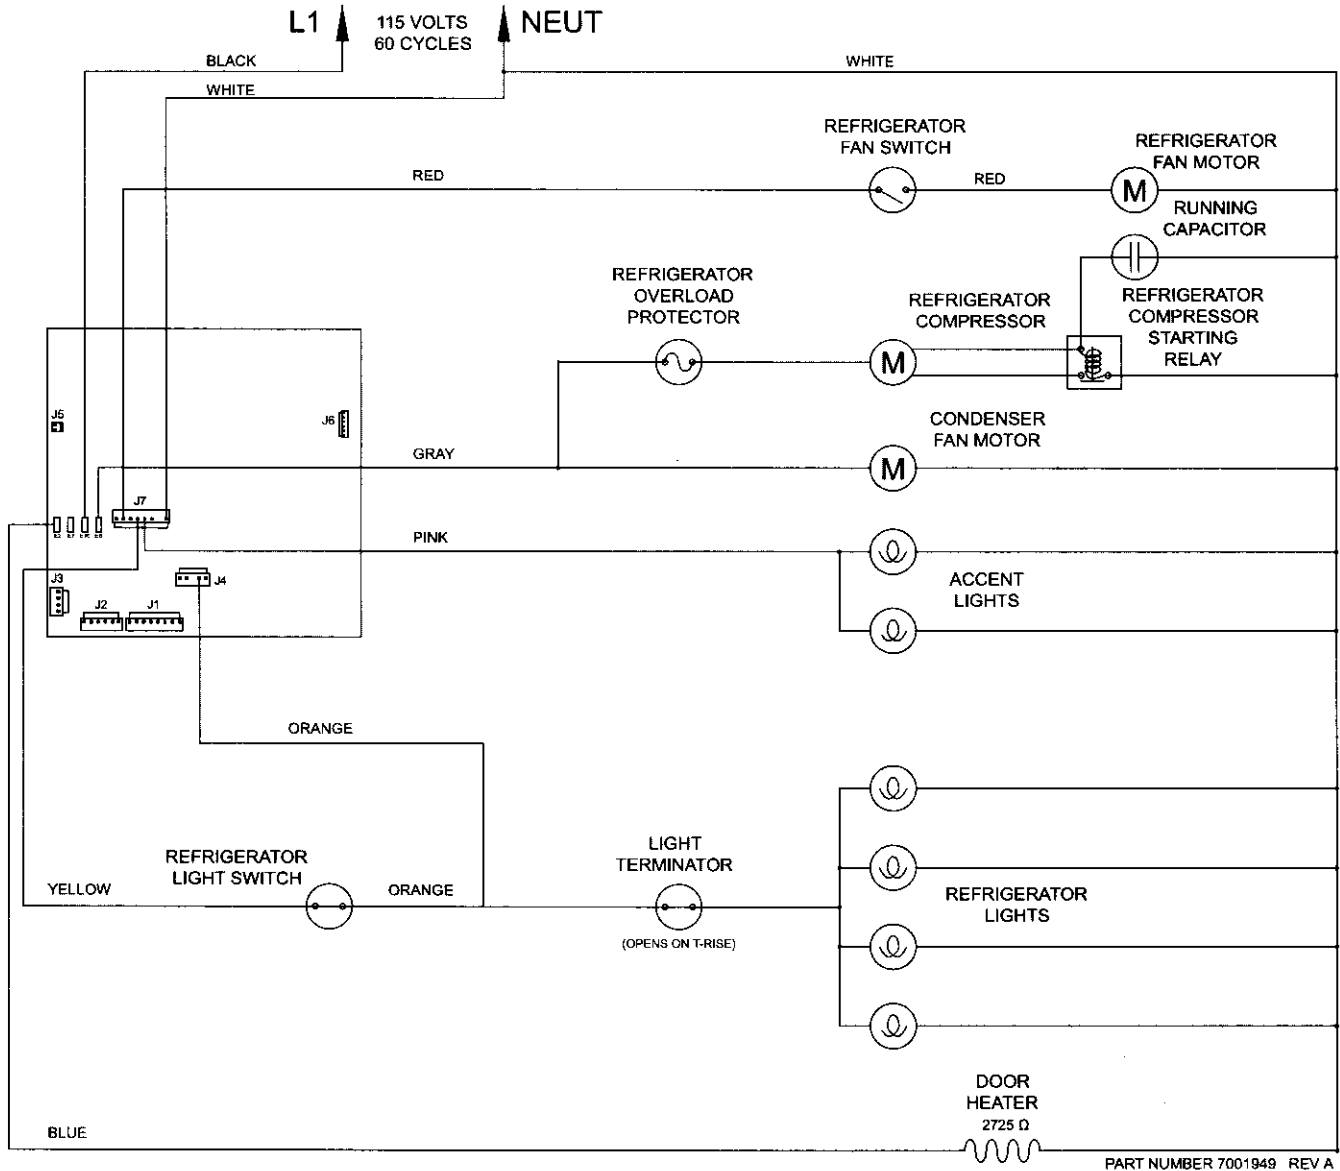 L1
115 VOLTS
60 CYCLES
NEUT
BLACK
WHITE
WHITE
REFRIGERATOR
FAN SWITCH
REFRIGERATOR
FAN MOTOR
RED
RED
M
RUNNING
CAPACITOR
REFRIGERATOR
OVERLOAD
PROTECTOR
REFRIGERATOR
COMPRESSOR
REFRIGERATOR
COMPRESSOR
STARTING
RELAY
M
J5
J6
CONDENSER
FAN MOTOR
GRAY
M
J7
PINK
ACCENT
LIGHTS
J3
J4
J2
J1
ORANGE
REFRIGERATOR
LIGHT SWITCH
YELLOW
ORANGE
LIGHT
TERMINATOR
(OPENS ON T-RISE)
REFRIGERATOR
LIGHTS
DOOR
HEATER
2725 Ω
BLUE
PART NUMBER 7001949 REV A